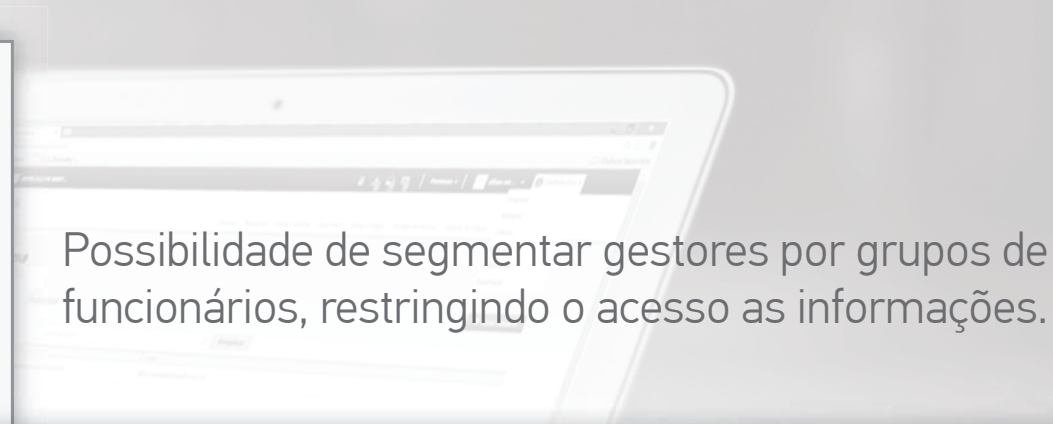 Possibilidade de segmentar gestores por grupos de
funcionários, restringindo o acesso as informações.